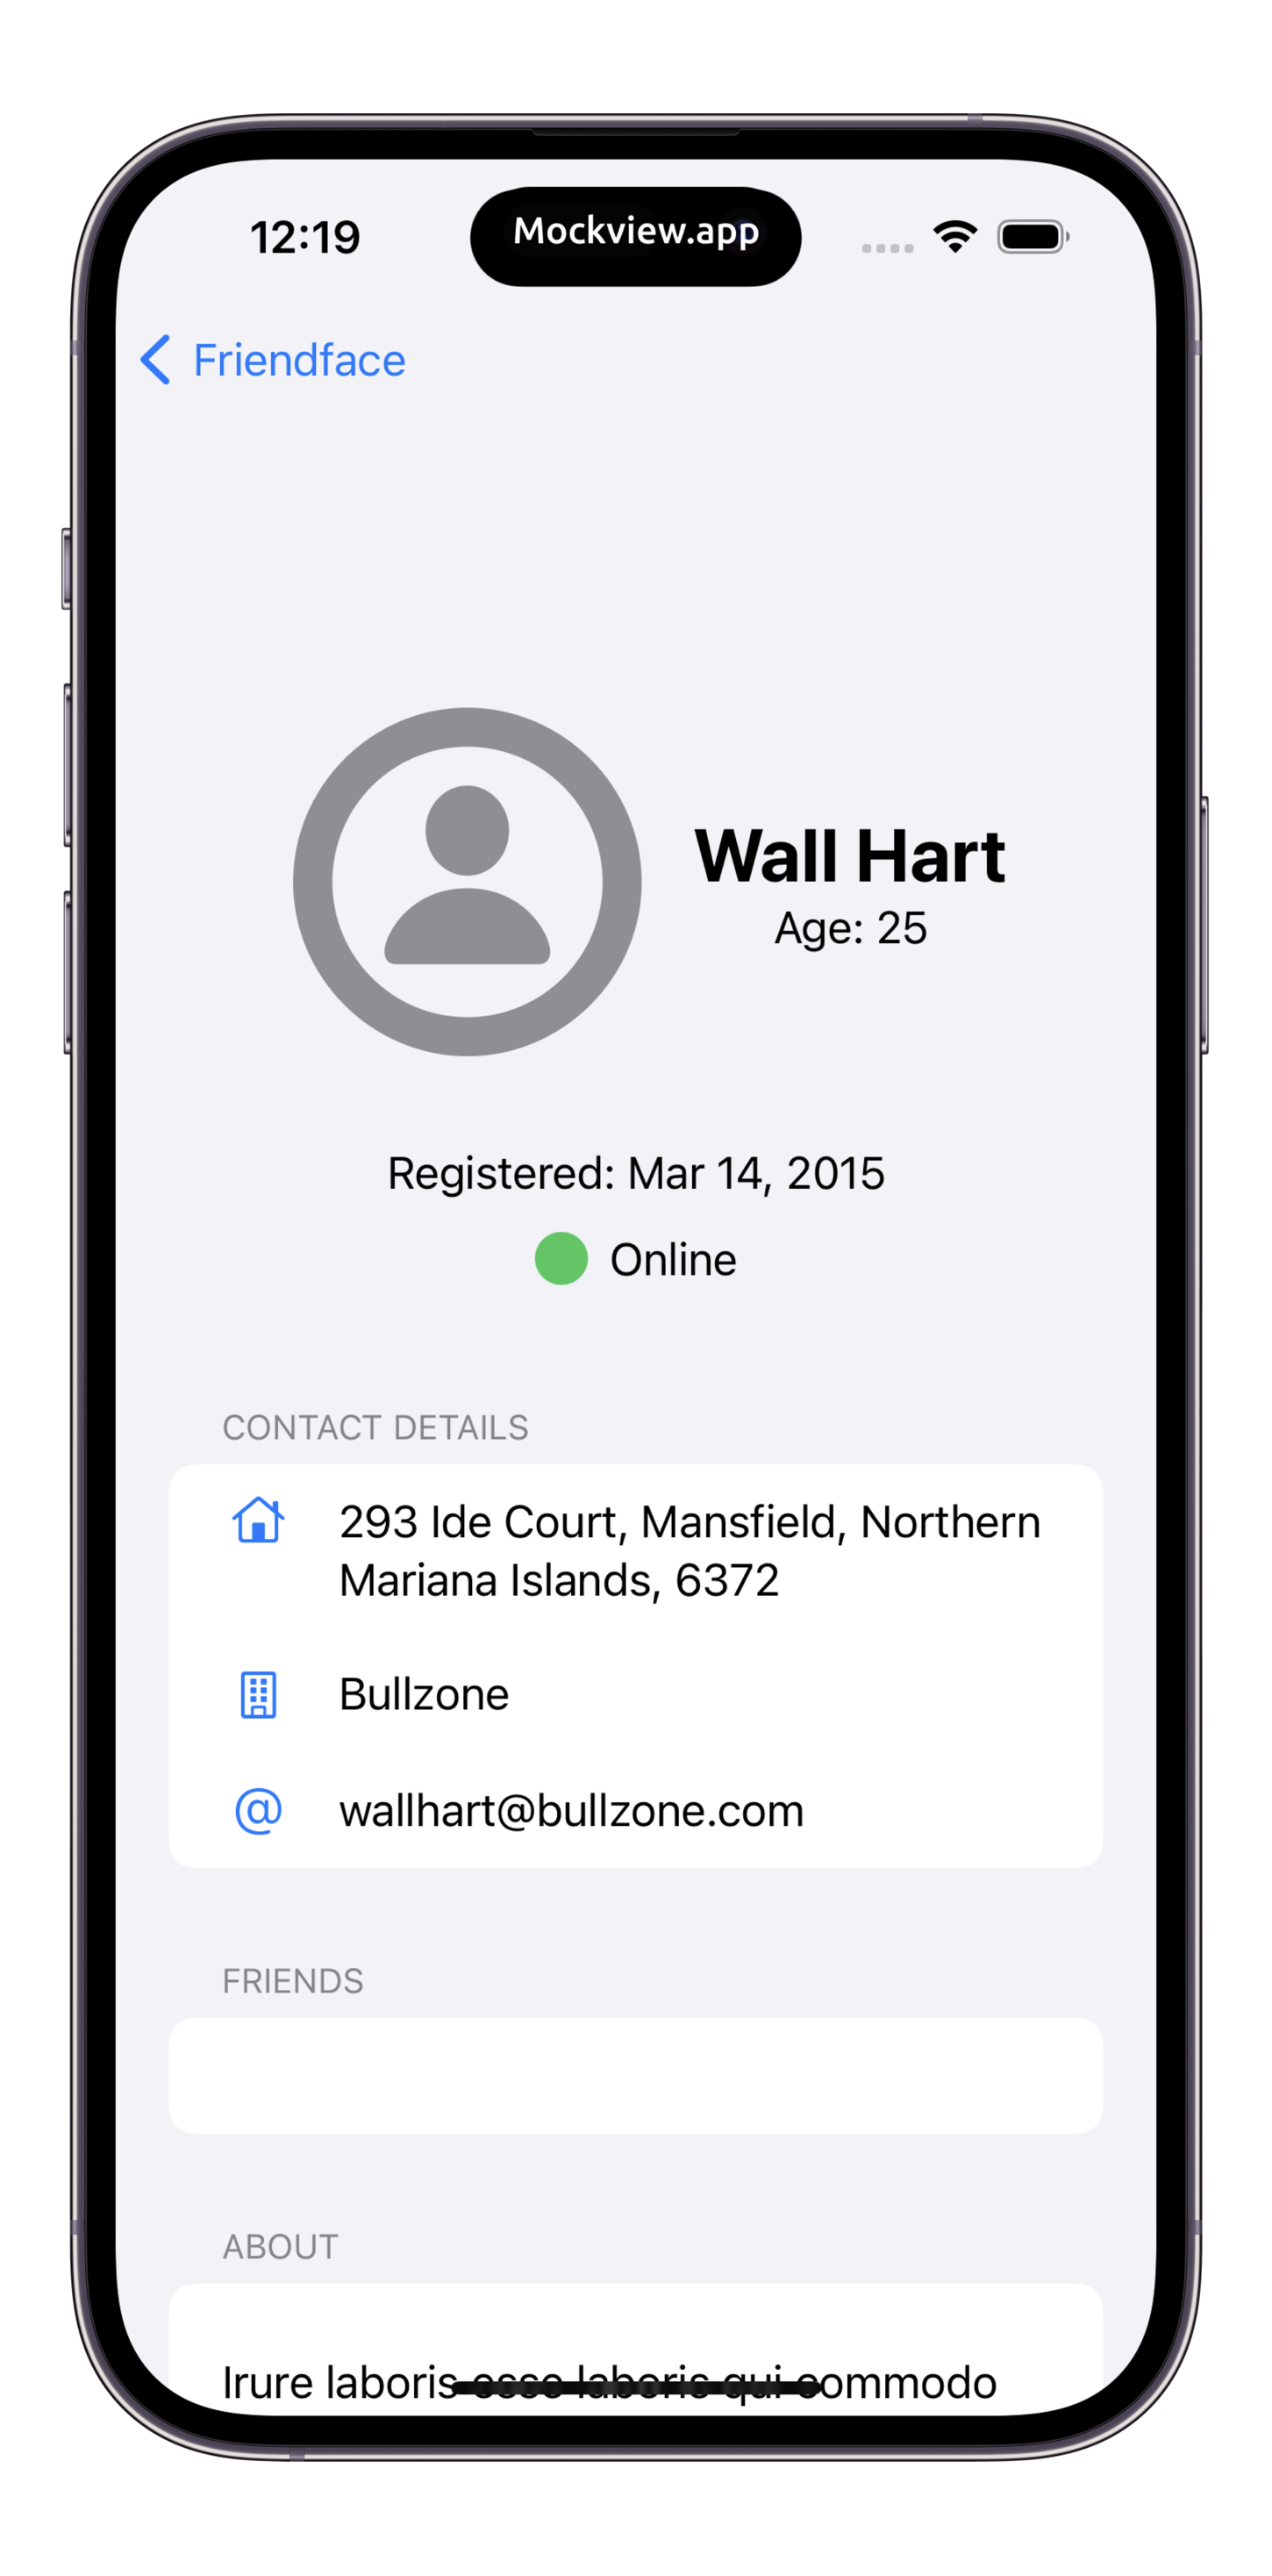 12:19
Mockview.app
Friendface
Wall Hart
Age: 25
Registered: Mar 14, 2015
Online
CONTACT DETAILS
293 Ide Court, Mansfield, Northern
Mariana Islands, 6372
Bullzone
@ wallhart@bullzone.com
FRIENDS
ABOUT
Irure laboris esse laboris qui commodo